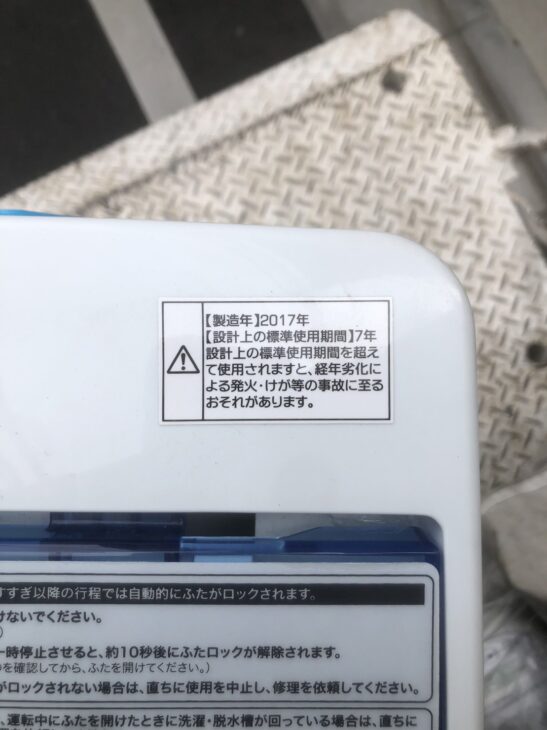 【製造年】2017年
【設計上の標準使用期間】7年
設計上の標準使用期間を超え
て使用されますと、経年劣化に
よる発火・けが等の事故に至る
おそれがあります。
すすぎ以降の行程では自動的にふたがロックされます。
けないでください。
)
一時停止させると、約10秒後にふたロックが解除されます。
を確認してから、ふたを開けてください。)
がロックされない場合は、直ちに使用を中止し、修理を依頼してください。
、運転中にふたを開けたときに洗濯・脱水槽が回っている場合は、直ちに